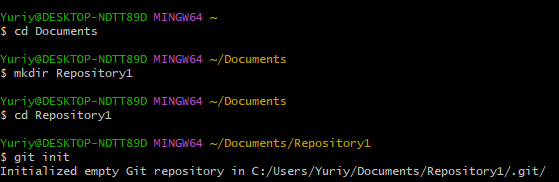 Yuriy@DESKTOP-NDTT89D MINGW64 ~
$ cd Documents
Yuriy@DESKTOP-NDTT89D MINGW64 ~/Documents
$ mkdir Repository1
Yuriy@DESKTOP-NDTT89D MINGW64 ~/Documents
$ cd Repository1
Yuriy@DESKTOP-NDTT89D MINGW64 ~/Documents/Repository1
$ git init
Initialized empty Git repository in C:/Users/Yuriy/Documents/Repository1/.git/